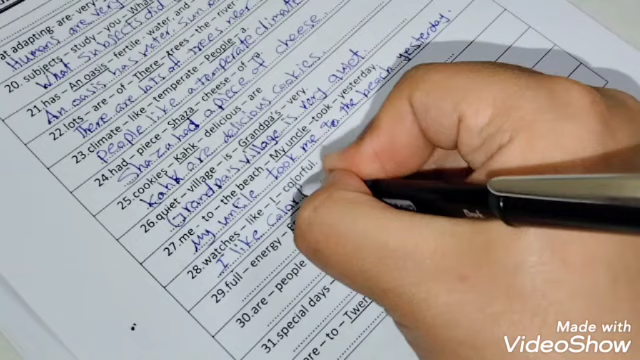 at adapting: are very
Humans are very
20. subjects – study – you – What
What subjects did
21.has – An oasis – fertile: water, and
An oasis has water, sun
22.lots – are – of – There – trees – the – river
There are lots of trees near
23.climate – like – temperate – People – a.
People like a temperate climate
24.had – piece – Shaza – cheese – of – a.
Shaza had a piece of cheese
25.cookies – Kahk – delicious – are
Kahk are delicious cookies.
26.quiet – village – is – Grandpa's – very.
Grandpa's village is very quiet.
27.me – to – the beach – My uncle – took – yesterday.
My uncle took me to the beach yesterday.
28.watches – like – I – colorful.
I like
29.full – energy –
30.are – people
31.special days –
are – to – Twen
Made with
VideoShow